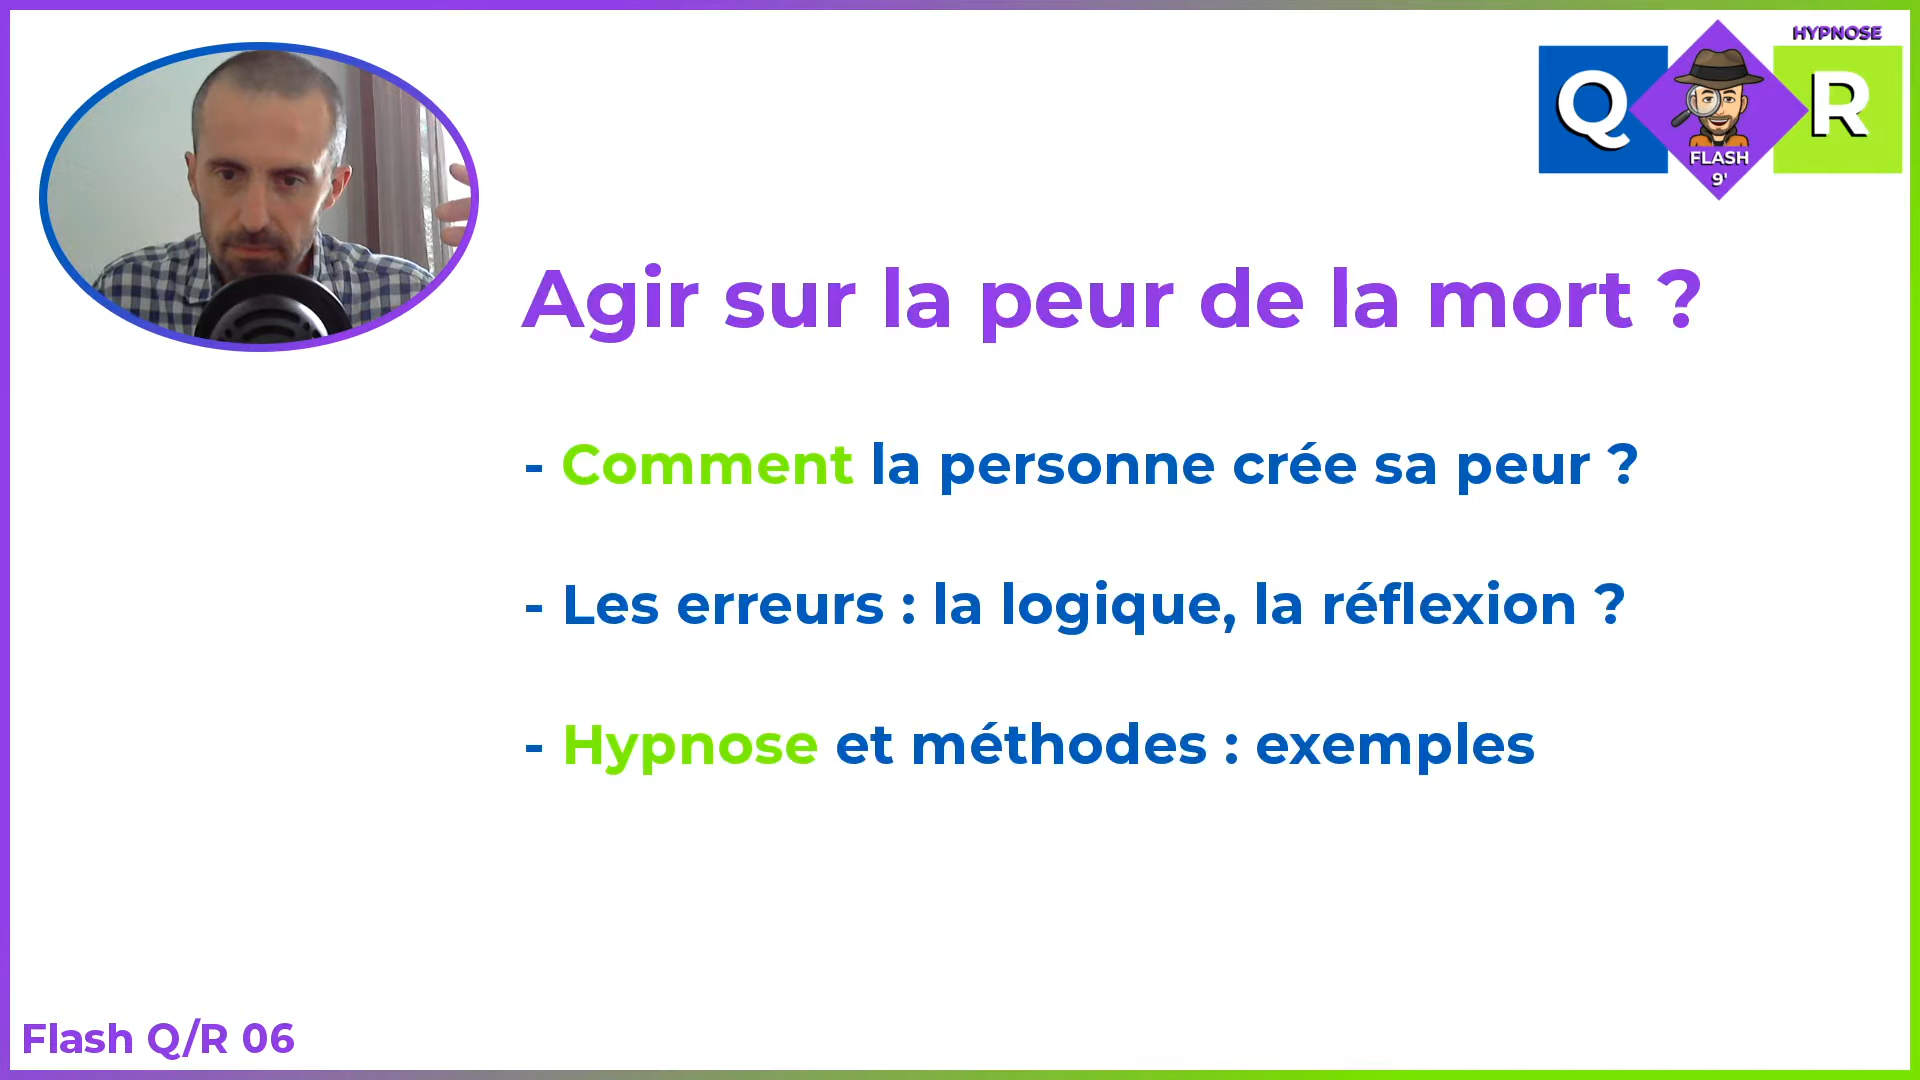 HYPNOSE
Q
R
FLASH
9'
Agir sur la peur de la mort ?
- Comment la personne crée sa peur ?
- Les erreurs : la logique, la réflexion ?
- Hypnose et méthodes : exemples
Flash Q/R 06